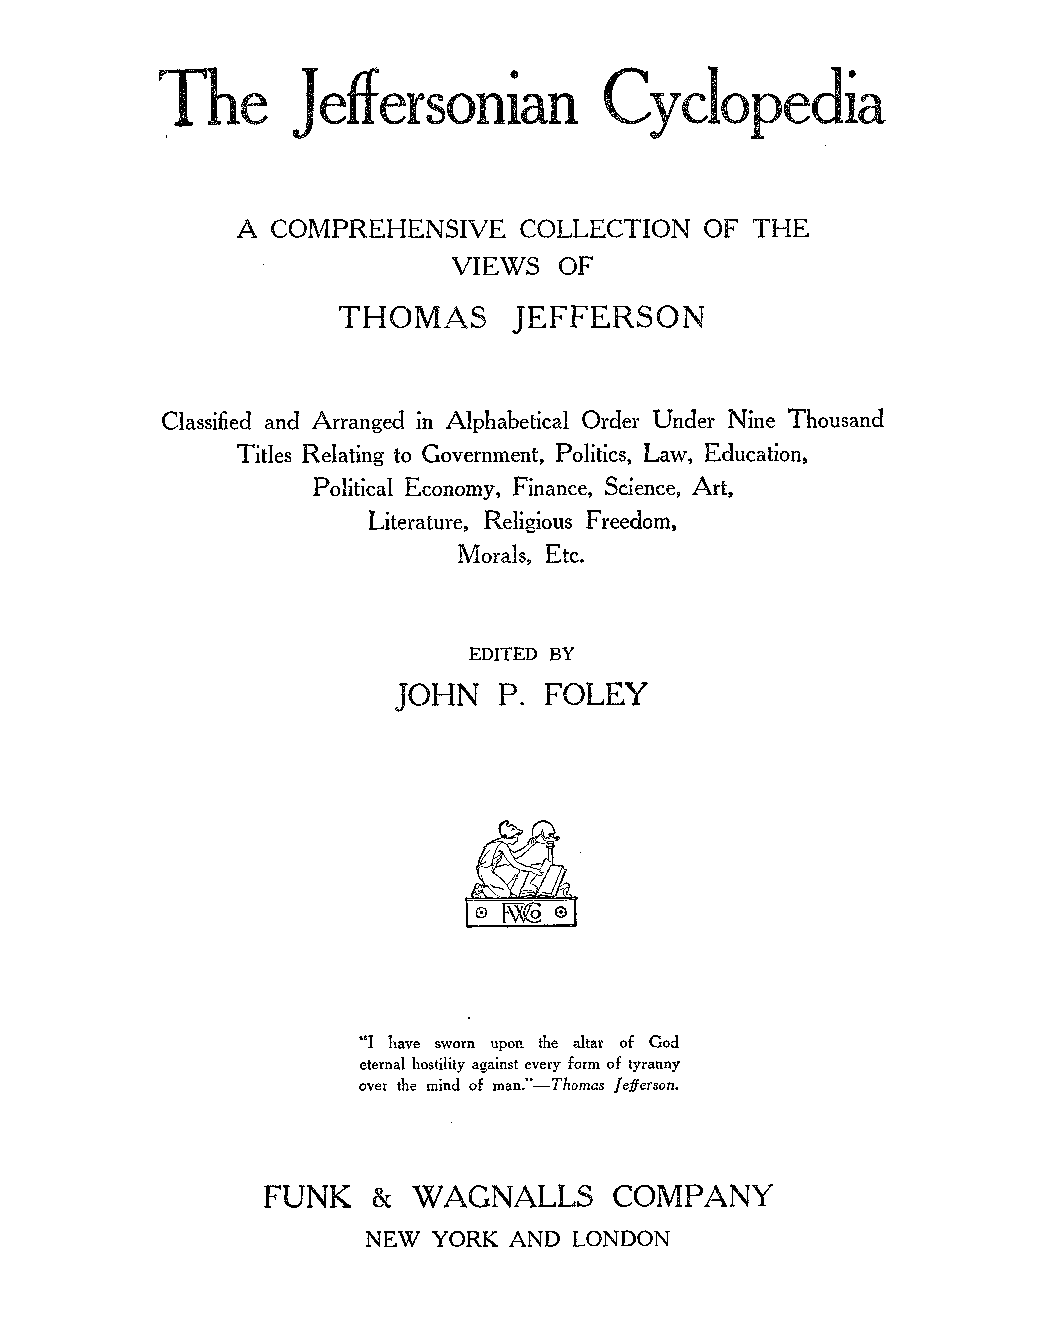 The Jeffersonian Cyclopedia
A COMPREHENSIVE COLLECTION OF THE
VIEWS OF
THOMAS JEFFERSON
Classified and Arranged in Alphabetical Order Under Nine Thousand
Titles Relating to Government, Politics, Law, Education,
Political Economy, Finance, Science, Art,
Literature, Religious Freedom,
Morals, Etc.
EDITED BY
JOHN P. FOLEY
FWCo
"I have sworn upon the altar of God
eternal hostility against every form of tyranny
over the mind of man."—Thomas Jefferson.
FUNK & WAGNALLS COMPANY
NEW YORK AND LONDON